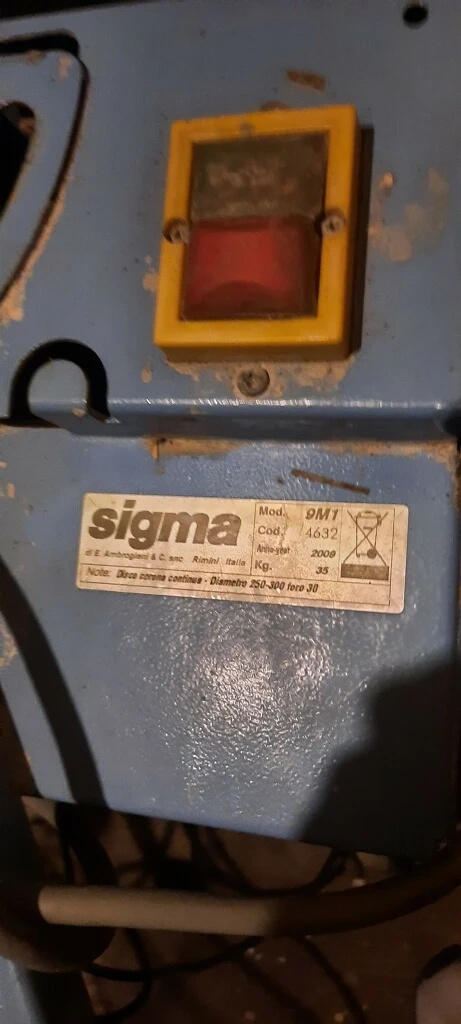 sigma
di E. Ambrogiani & C. snc Rimini Italia
Mod. 9M1
Cod. 4632
Anno-year 2009
Kg. 35
Note: Disco corona continua - Diametro 250-300 foro 30